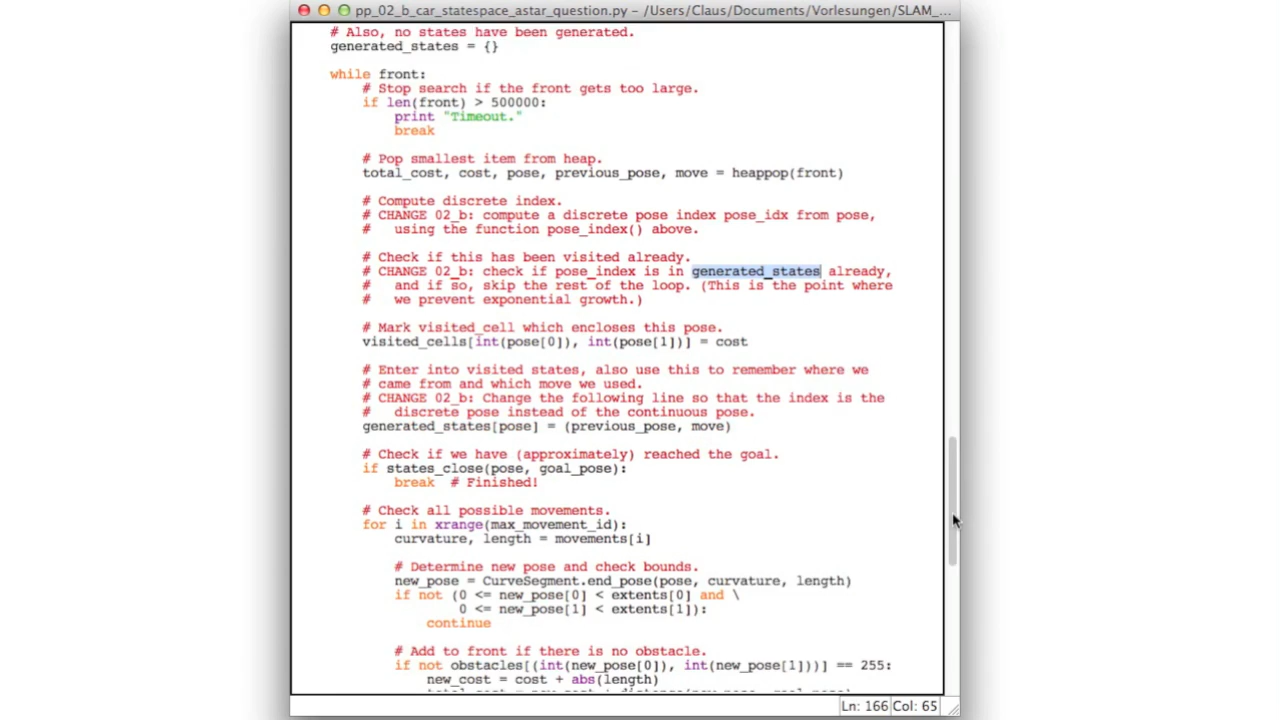 pp_02_b_car_statespace_astar_question.py – /Users/Claus/Documents/Vorlesungen/SLAM_...
# Also, no states have been generated.
generated_states = {}
while front:
# Stop search if the front gets too large.
if len(front) > 500000:
print "Timeout."
break
# Pop smallest item from heap.
total_cost, cost, pose, previous_pose, move = heappop(front)
# Compute discrete index.
# CHANGE 02_b: compute a discrete pose index pose_idx from pose,
#   using the function pose_index() above.
# Check if this has been visited already.
# CHANGE 02_b: check if pose_index is in generated_states already,
#   and if so, skip the rest of the loop. (This is the point where
#   we prevent exponential growth.)
# Mark visited_cell which encloses this pose.
visited_cells[int(pose[0]), int(pose[1])] = cost
# Enter into visited states, also use this to remember where we
# came from and which move we used.
# CHANGE 02_b: Change the following line so that the index is the
#   discrete pose instead of the continuous pose.
generated_states[pose] = (previous_pose, move)
# Check if we have (approximately) reached the goal.
if states_close(pose, goal_pose):
break  # Finished!
# Check all possible movements.
for i in xrange(max_movement_id):
curvature, length = movements[i]
# Determine new pose and check bounds.
new_pose = CurveSegment.end_pose(pose, curvature, length)
if not (0 <= new_pose[0] < extents[0] and \
0 <= new_pose[1] < extents[1]):
continue
# Add to front if there is no obstacle.
if not obstacles[(int(new_pose[0]), int(new_pose[1]))] == 255:
new_cost = cost + abs(length)
Ln: 166 Col: 65